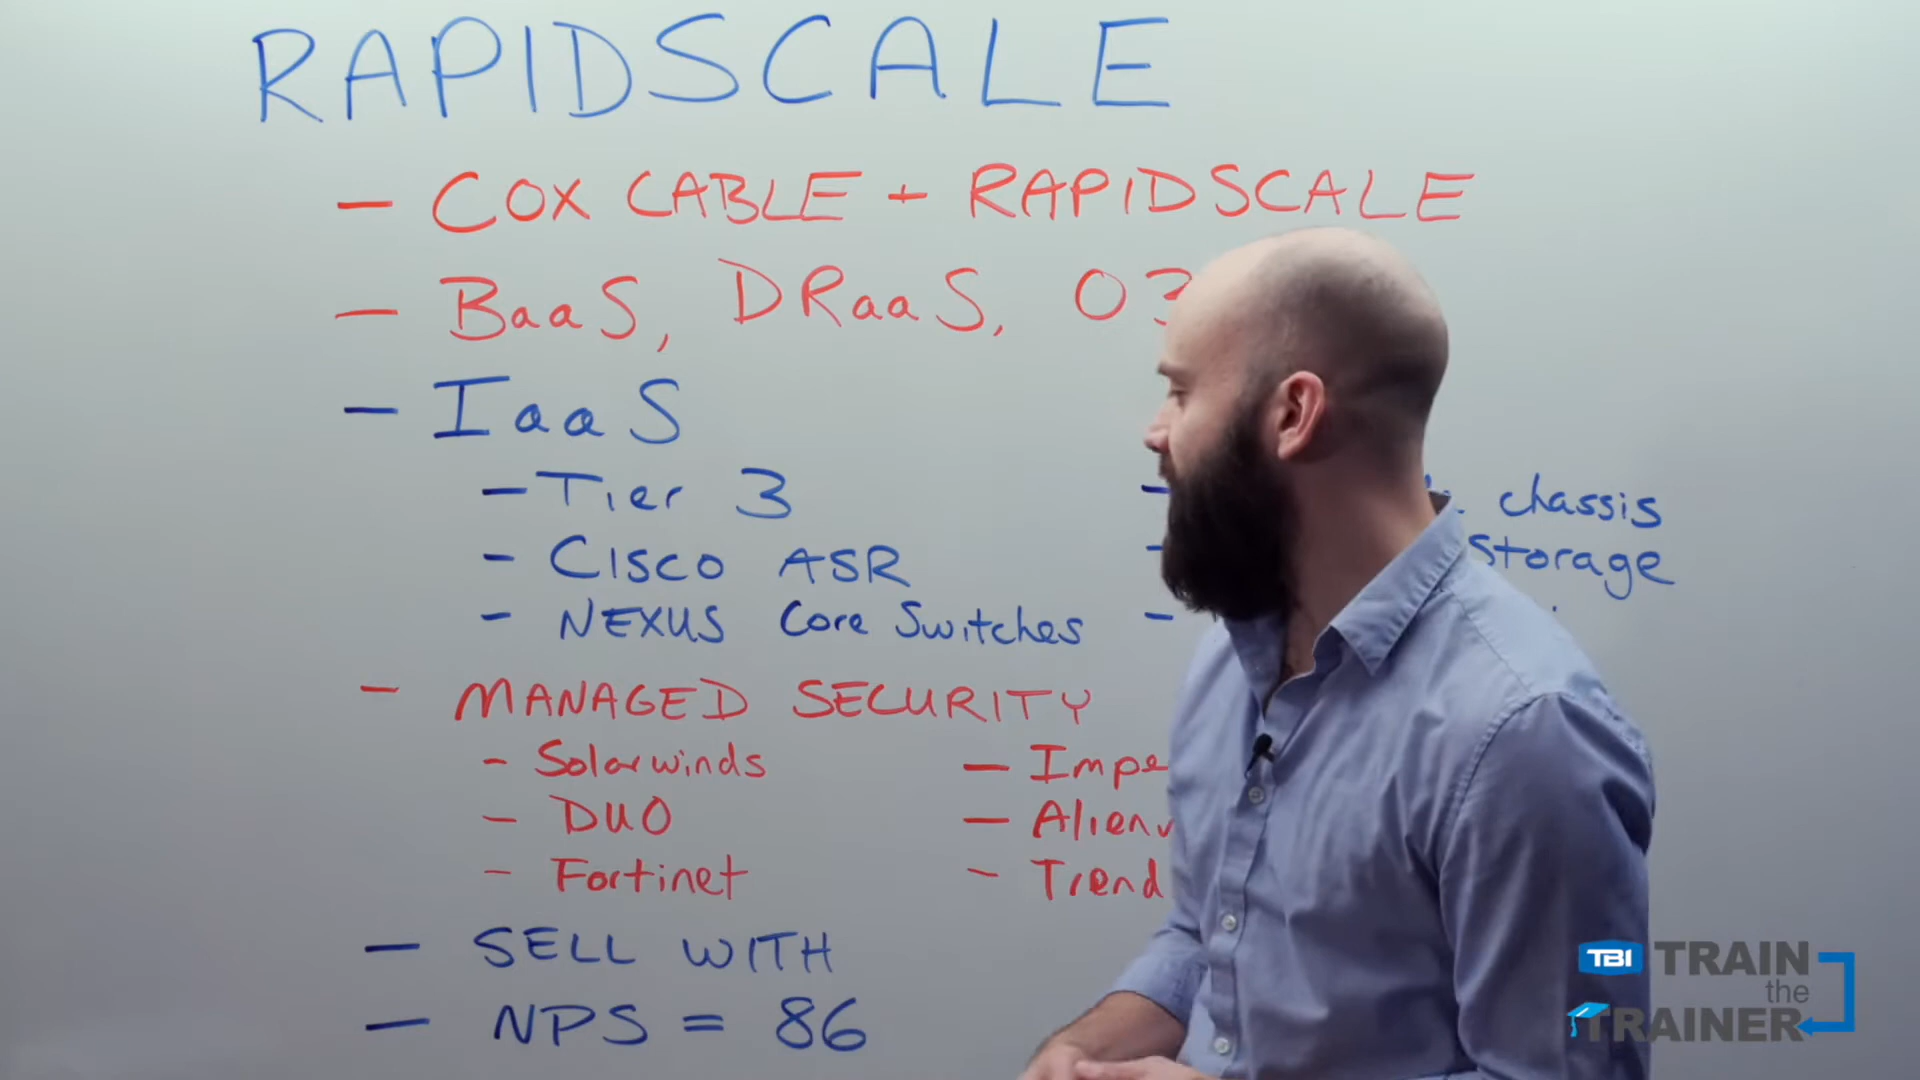 RAPIDSCALE
- COX CABLE + RAPIDSCALE
- BaaS, DRaaS,
- IaaS
- Tier 3
- chassis
- CISCO ASR
- storage
- NEXUS Core Switches
-
- MANAGED SECURITY
- Solarwinds
- DUO
- Fortinet
-
-
- Trend
- SELL WITH
- NPS = 86
TBI TRAIN
the
TRAINER